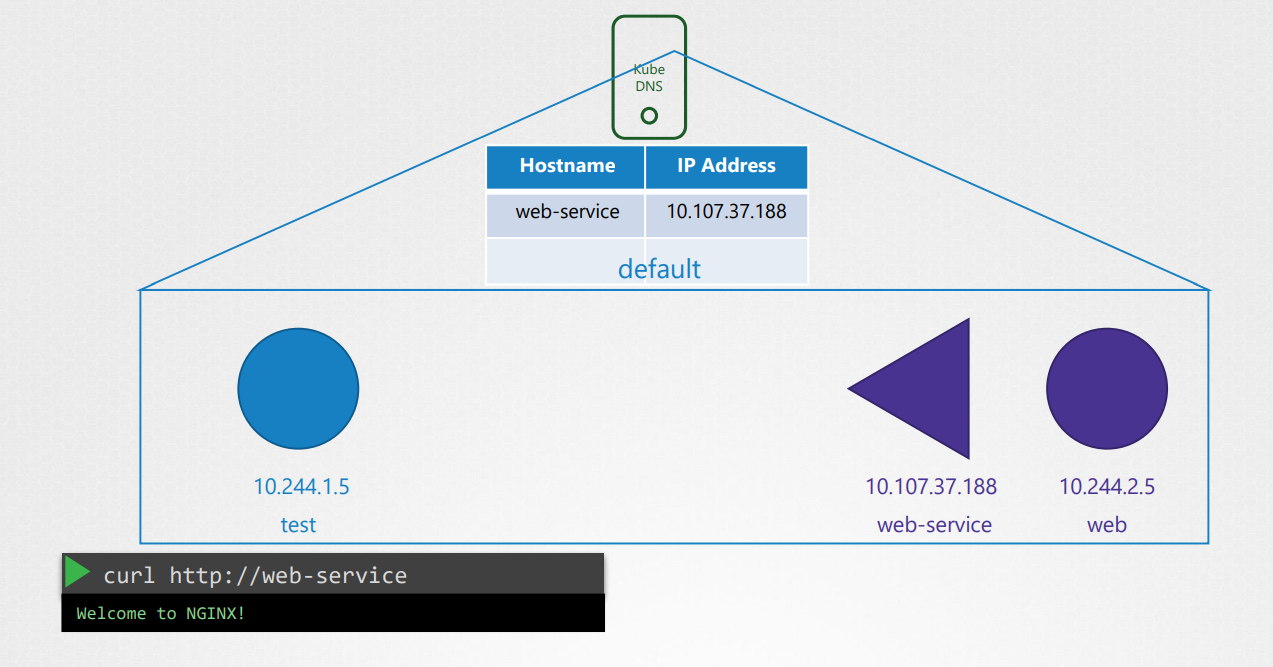 Kube
DNS
Hostname IP Address
web-service 10.107.37.188
default
10.244.1.5 10.107.37.188 10.244.2.5
test web-service web
curl http://web-service
Welcome to NGINX!